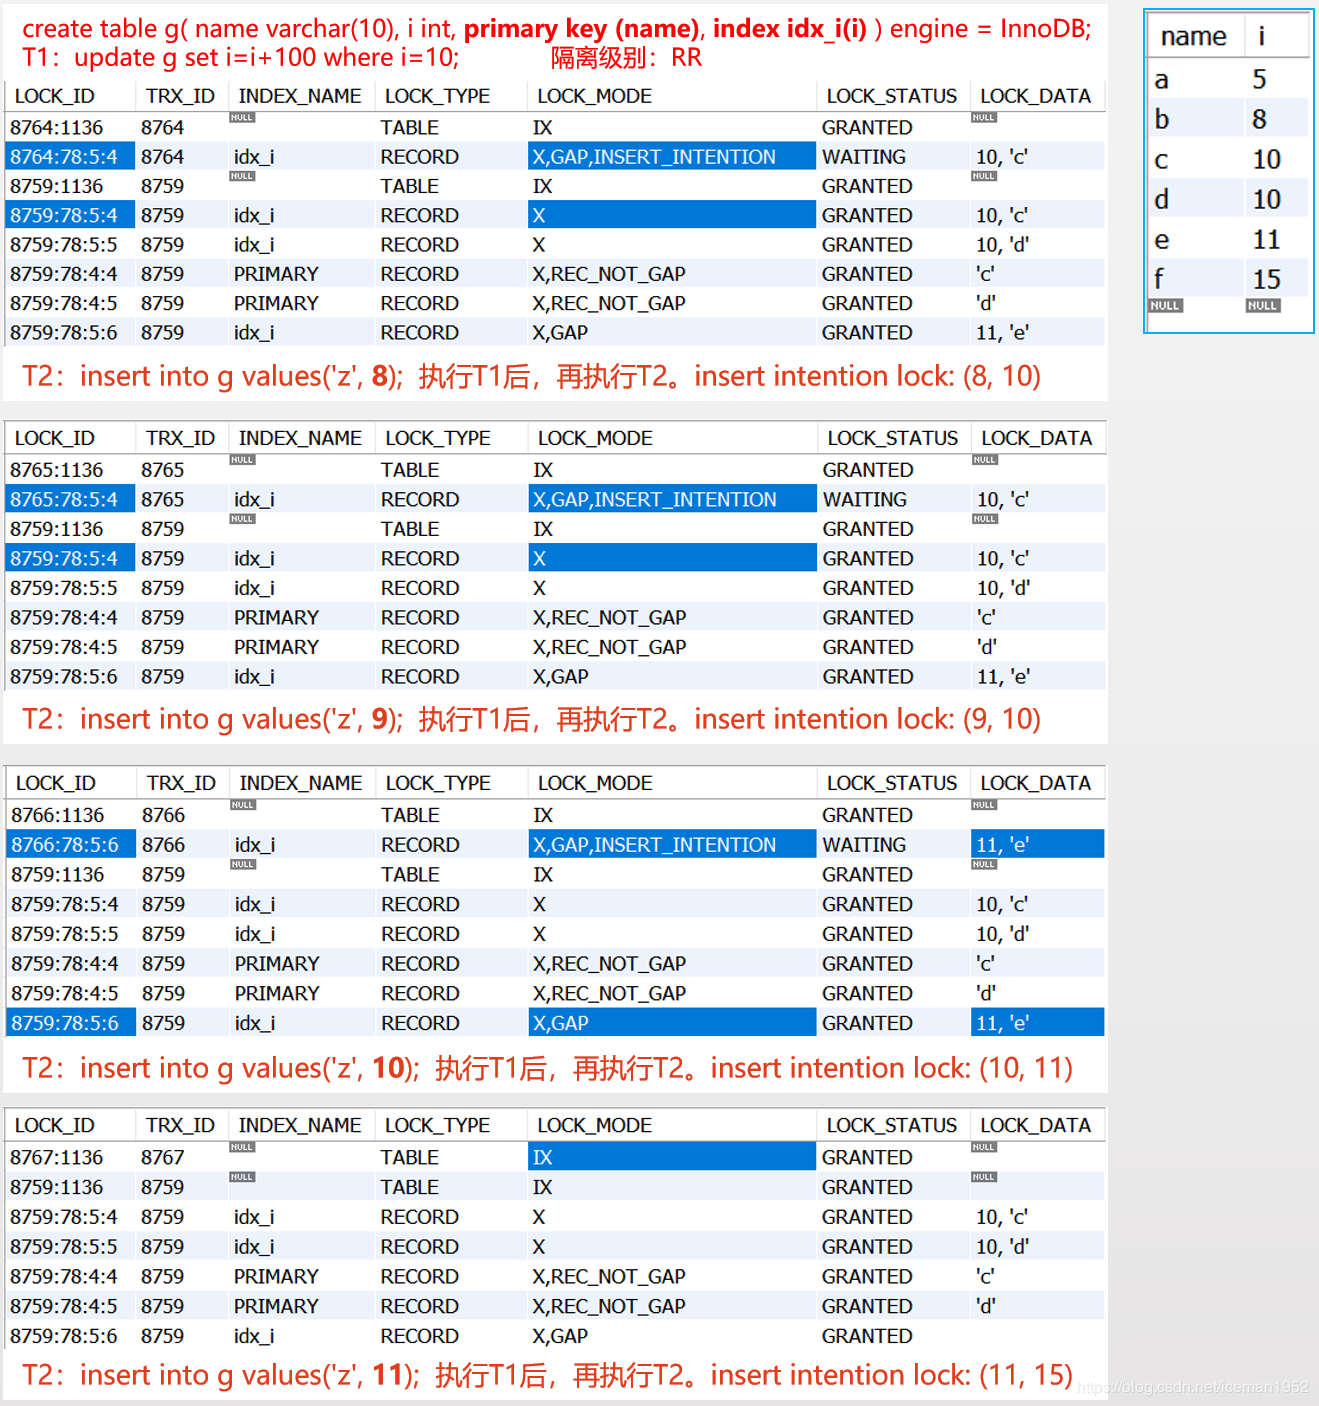 create table g( name varchar(10), i int, primary key (name), index idx_i(i) ) engine = InnoDB;
T1：update g set i=i+100 where i=10; 隔离级别：RR
LOCK_ID TRX_ID INDEX_NAME LOCK_TYPE LOCK_MODE LOCK_STATUS LOCK_DATA
8764:1136 8764 NULL TABLE IX GRANTED NULL
8764:78:5:4 8764 idx_i RECORD X,GAP,INSERT_INTENTION WAITING 10, 'c'
8759:1136 8759 NULL TABLE IX GRANTED NULL
8759:78:5:4 8759 idx_i RECORD X GRANTED 10, 'c'
8759:78:5:5 8759 idx_i RECORD X GRANTED 10, 'd'
8759:78:4:4 8759 PRIMARY RECORD X,REC_NOT_GAP GRANTED 'c'
8759:78:4:5 8759 PRIMARY RECORD X,REC_NOT_GAP GRANTED 'd'
8759:78:5:6 8759 idx_i RECORD X,GAP GRANTED 11, 'e'
T2：insert into g values('z', 8); 执行T1后，再执行T2。insert intention lock: (8, 10)
LOCK_ID TRX_ID INDEX_NAME LOCK_TYPE LOCK_MODE LOCK_STATUS LOCK_DATA
8765:1136 8765 NULL TABLE IX GRANTED NULL
8765:78:5:4 8765 idx_i RECORD X,GAP,INSERT_INTENTION WAITING 10, 'c'
8759:1136 8759 NULL TABLE IX GRANTED NULL
8759:78:5:4 8759 idx_i RECORD X GRANTED 10, 'c'
8759:78:5:5 8759 idx_i RECORD X GRANTED 10, 'd'
8759:78:4:4 8759 PRIMARY RECORD X,REC_NOT_GAP GRANTED 'c'
8759:78:4:5 8759 PRIMARY RECORD X,REC_NOT_GAP GRANTED 'd'
8759:78:5:6 8759 idx_i RECORD X,GAP GRANTED 11, 'e'
T2：insert into g values('z', 9); 执行T1后，再执行T2。insert intention lock: (9, 10)
LOCK_ID TRX_ID INDEX_NAME LOCK_TYPE LOCK_MODE LOCK_STATUS LOCK_DATA
8766:1136 8766 NULL TABLE IX GRANTED NULL
8766:78:5:6 8766 idx_i RECORD X,GAP,INSERT_INTENTION WAITING 11, 'e'
8759:1136 8759 NULL TABLE IX GRANTED NULL
8759:78:5:4 8759 idx_i RECORD X GRANTED 10, 'c'
8759:78:5:5 8759 idx_i RECORD X GRANTED 10, 'd'
8759:78:4:4 8759 PRIMARY RECORD X,REC_NOT_GAP GRANTED 'c'
8759:78:4:5 8759 PRIMARY RECORD X,REC_NOT_GAP GRANTED 'd'
8759:78:5:6 8759 idx_i RECORD X,GAP GRANTED 11, 'e'
T2：insert into g values('z', 10); 执行T1后，再执行T2。insert intention lock: (10, 11)
LOCK_ID TRX_ID INDEX_NAME LOCK_TYPE LOCK_MODE LOCK_STATUS LOCK_DATA
8767:1136 8767 NULL TABLE IX GRANTED NULL
8759:1136 8759 NULL TABLE IX GRANTED NULL
8759:78:5:4 8759 idx_i RECORD X GRANTED 10, 'c'
8759:78:5:5 8759 idx_i RECORD X GRANTED 10, 'd'
8759:78:4:4 8759 PRIMARY RECORD X,REC_NOT_GAP GRANTED 'c'
8759:78:4:5 8759 PRIMARY RECORD X,REC_NOT_GAP GRANTED 'd'
8759:78:5:6 8759 idx_i RECORD X,GAP GRANTED
T2：insert into g values('z', 11); 执行T1后，再执行T2。insert intention lock: (11, 15)
name i
a 5
b 8
c 10
d 10
e 11
f 15
NULL NULL
https://blog.csdn.net/iceman1952